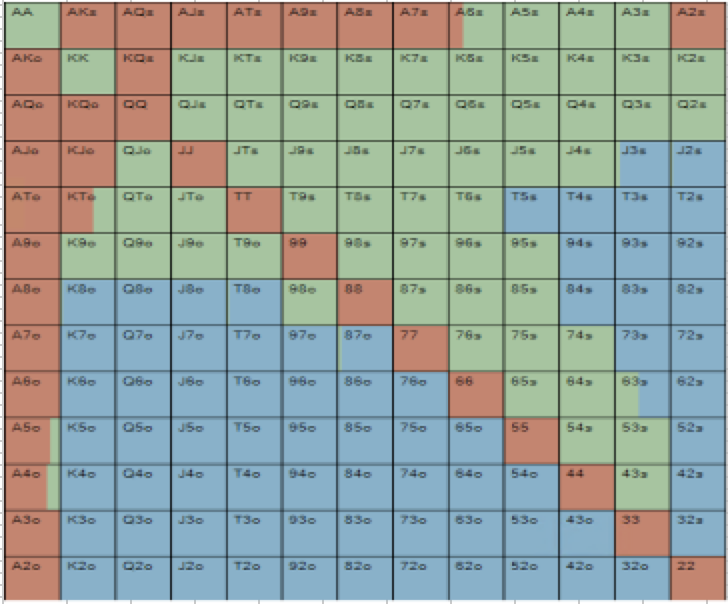 AA AKs AQs AJs ATs A9s A8s A7s A6s A5s A4s A3s A2s
AKo KK KQs KJs KTs K9s K8s K7s K6s K5s K4s K3s K2s
AQo KQo QQ QJs QTs Q9s Q8s Q7s Q6s Q5s Q4s Q3s Q2s
AJo KJo QJo JJ JTs J9s J8s J7s J6s J5s J4s J3s J2s
ATo KTo QTo JTo TT T9s T8s T7s T6s T5s T4s T3s T2s
A9o K9o Q9o J9o T9o 99 98s 97s 96s 95s 94s 93s 92s
A8o K8o Q8o J8o T8o 98o 88 87s 86s 85s 84s 83s 82s
A7o K7o Q7o J7o T7o 97o 87o 77 76s 75s 74s 73s 72s
A6o K6o Q6o J6o T6o 96o 86o 76o 66 65s 64s 63s 62s
A5o K5o Q5o J5o T5o 95o 85o 75o 65o 55 54s 53s 52s
A4o K4o Q4o J4o T4o 94o 84o 74o 64o 54o 44 43s 42s
A3o K3o Q3o J3o T3o 93o 83o 73o 63o 53o 43o 33 32s
A2o K2o Q2o J2o T2o 92o 82o 72o 62o 52o 42o 32o 22